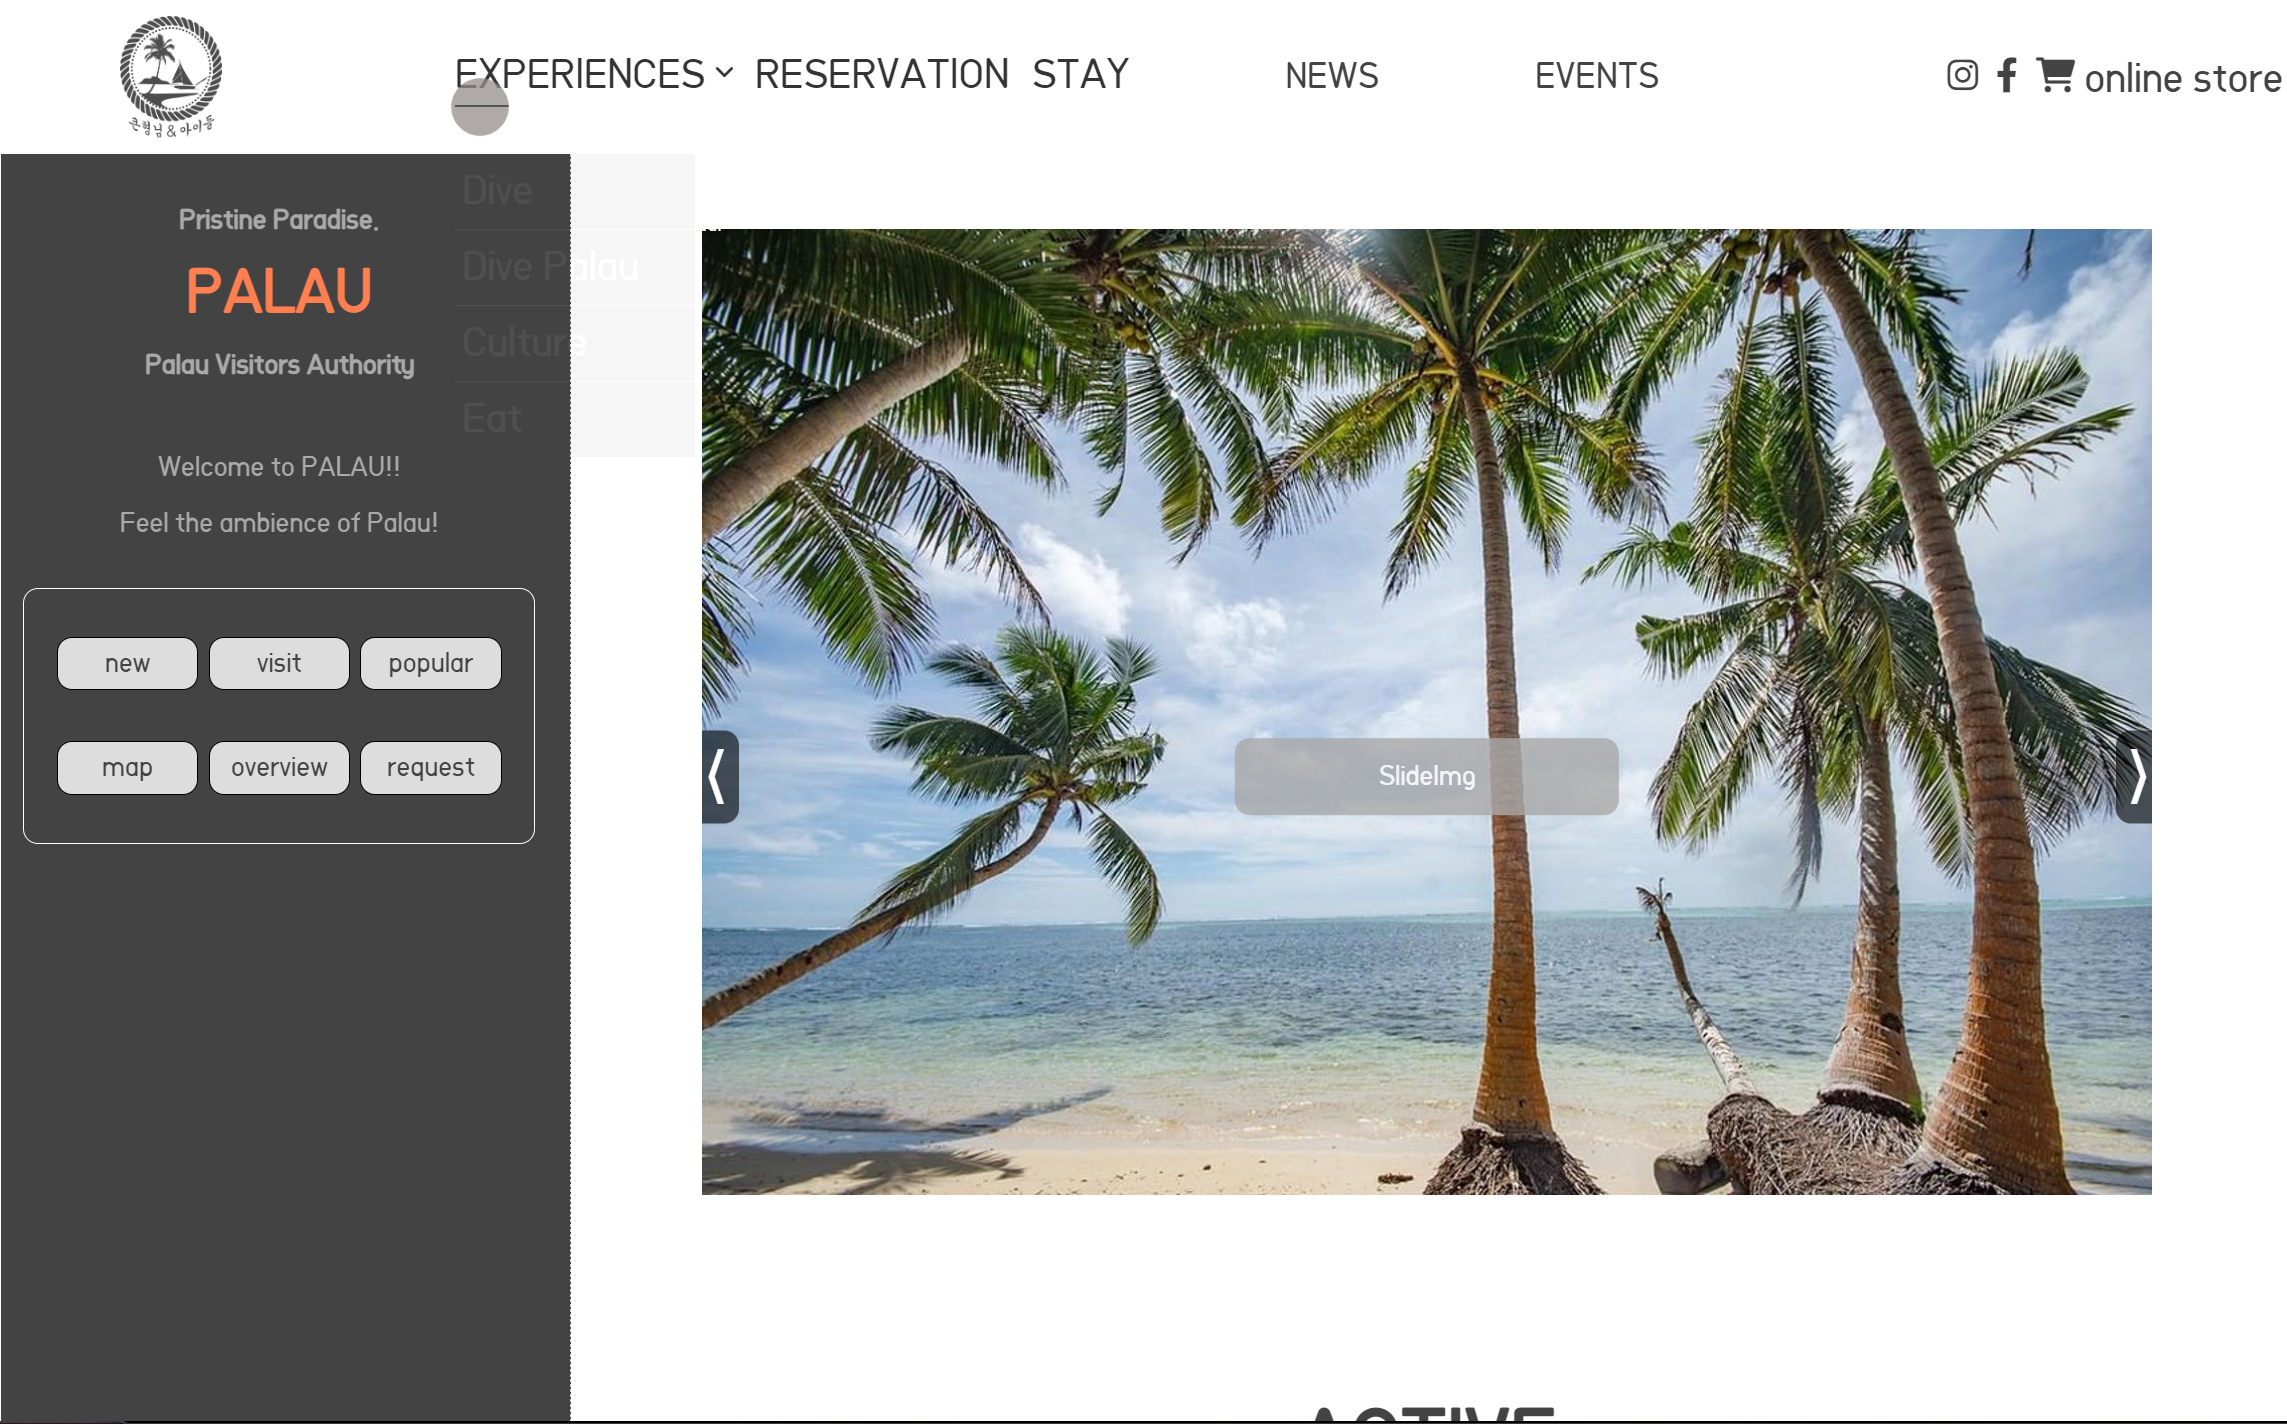 큰형님&아이들
EXPERIENCES RESERVATION STAY NEWS EVENTS online store
Dive
Dive Palau
Culture
Eat
Pristine Paradise.
PALAU
Palau Visitors Authority
Welcome to PALAU!!
Feel the ambience of Palau!
new visit popular
map overview request
SlideImg
ACTIVE